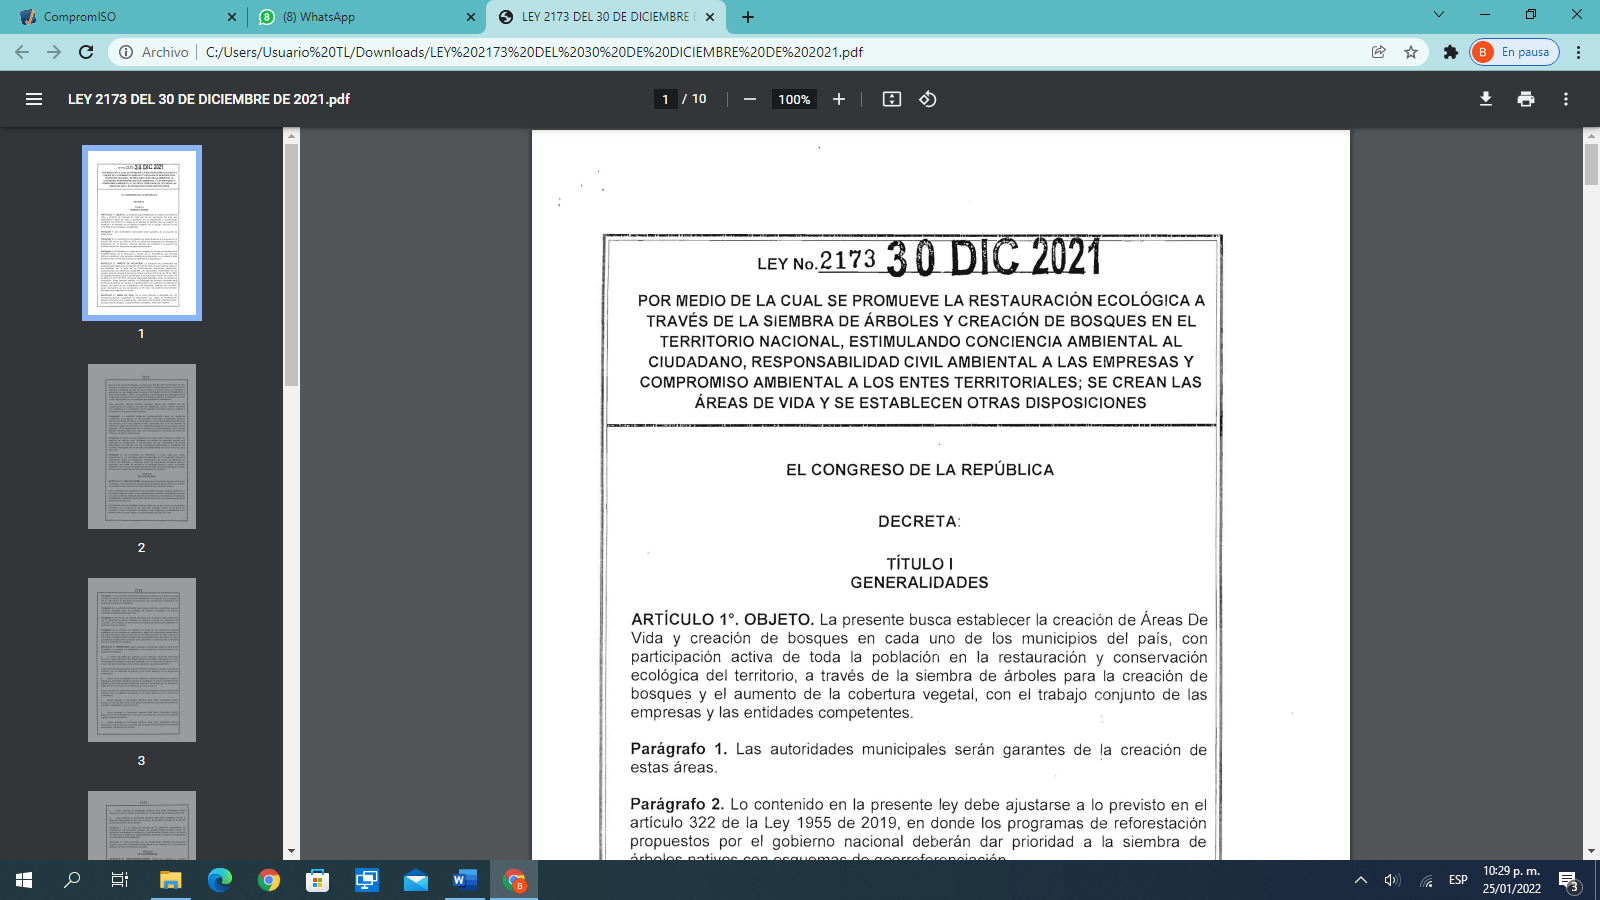 CompromISO
(8) WhatsApp
LEY 2173 DEL 30 DE DICIEMBRE D
Archivo
C:/Users/Usuario%20TL/Downloads/LEY%202173%20DEL%2030%20DE%20DICIEMBRE%20DE%202021.pdf
B En pausa
LEY 2173 DEL 30 DE DICIEMBRE DE 2021.pdf
1 / 10
100%
1
2
3
LEY No. 2173 30 DIC 2021
POR MEDIO DE LA CUAL SE PROMUEVE LA RESTAURACIÓN ECOLÓGICA A
TRAVÉS DE LA SIEMBRA DE ÁRBOLES Y CREACIÓN DE BOSQUES EN EL
TERRITORIO NACIONAL, ESTIMULANDO CONCIENCIA AMBIENTAL AL
CIUDADANO, RESPONSABILIDAD CIVIL AMBIENTAL A LAS EMPRESAS Y
COMPROMISO AMBIENTAL A LOS ENTES TERRITORIALES; SE CREAN LAS
ÁREAS DE VIDA Y SE ESTABLECEN OTRAS DISPOSICIONES
EL CONGRESO DE LA REPÚBLICA
DECRETA:
TÍTULO I
GENERALIDADES
ARTÍCULO 1°. OBJETO. La presente busca establecer la creación de Áreas De
Vida y creación de bosques en cada uno de los municipios del país, con
participación activa de toda la población en la restauración y conservación
ecológica del territorio, a través de la siembra de árboles para la creación de
bosques y el aumento de la cobertura vegetal, con el trabajo conjunto de las
empresas y las entidades competentes.
Parágrafo 1. Las autoridades municipales serán garantes de la creación de
estas áreas.
Parágrafo 2. Lo contenido en la presente ley debe ajustarse a lo previsto en el
artículo 322 de la Ley 1955 de 2019, en donde los programas de reforestación
propuestos por el gobierno nacional deberán dar prioridad a la siembra de
árboles nativos con esquemas de georreferenciación
ESP
10:29 p. m.
25/01/2022
3